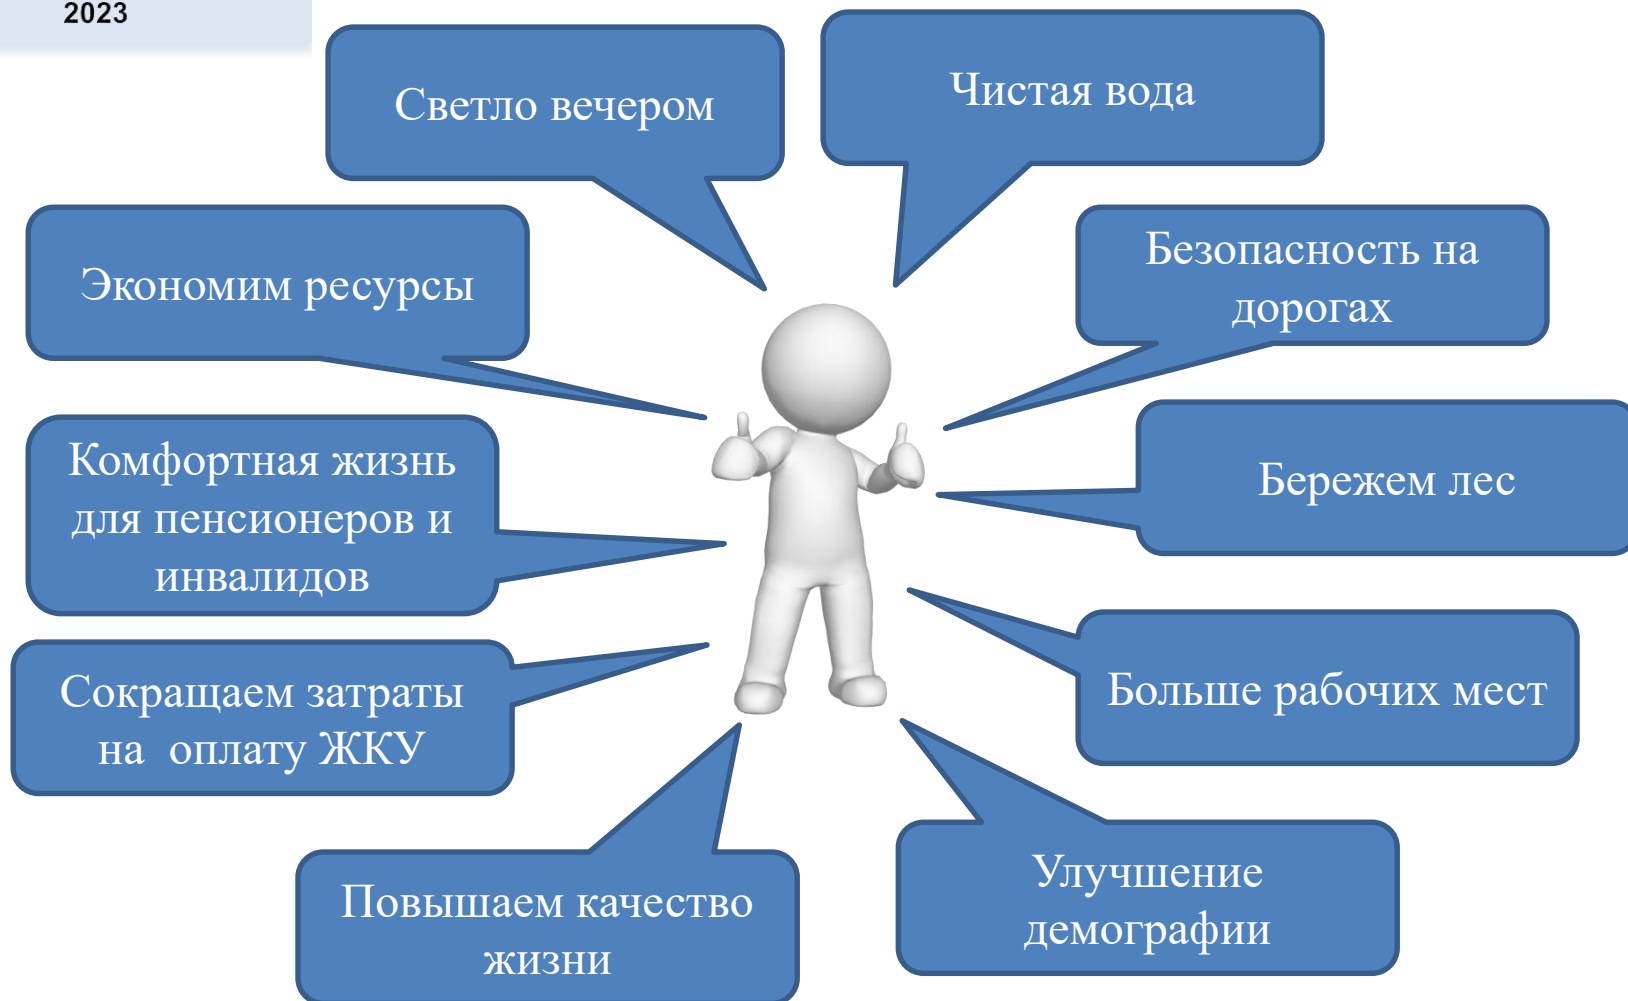 2023
Светло вечером
Чистая вода
Экономим ресурсы
Безопасность на
дорогах
Комфортная жизнь
для пенсионеров и
инвалидов
Бережем лес
Сокращаем затраты
на  оплату ЖКУ
Больше рабочих мест
Повышаем качество
жизни
Улучшение
демографии